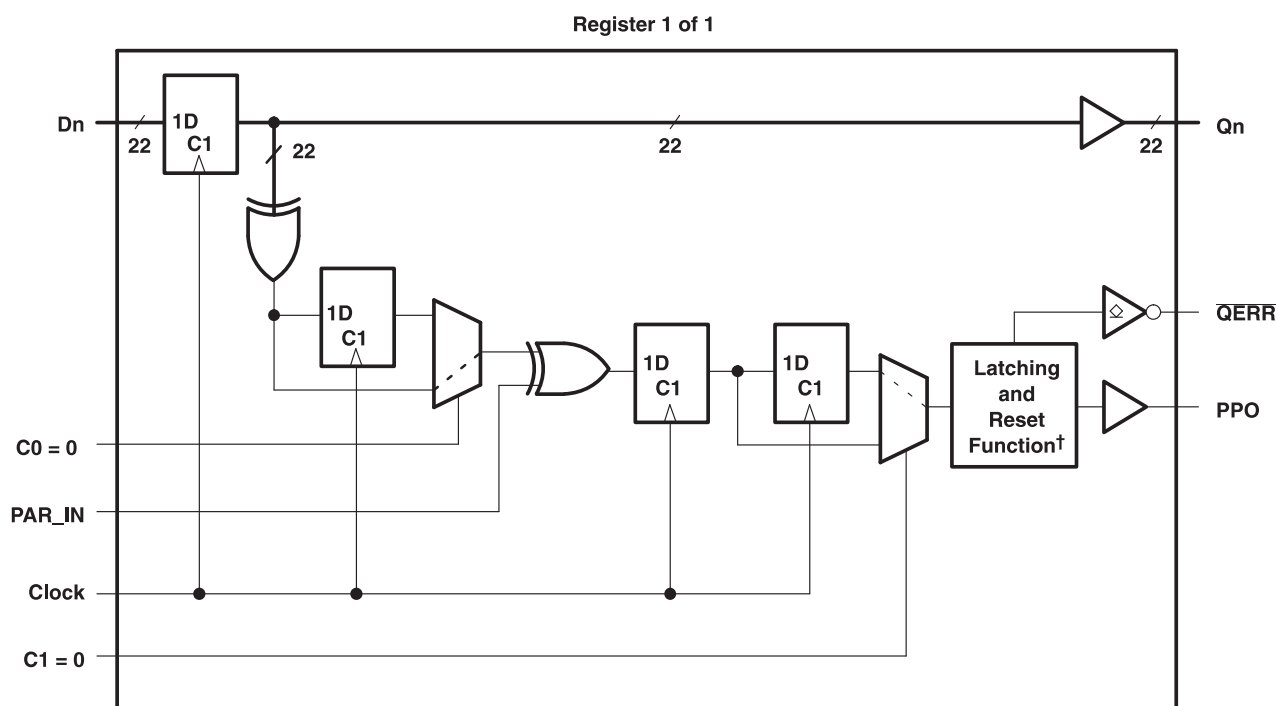 Register 1 of 1
Dn
22
1D
C1
22
22
22
Qn
1D
C1
QERR
1D
C1
1D
C1
Latching
and
Reset
Function†
PPO
C0 = 0
PAR_IN
Clock
C1 = 0